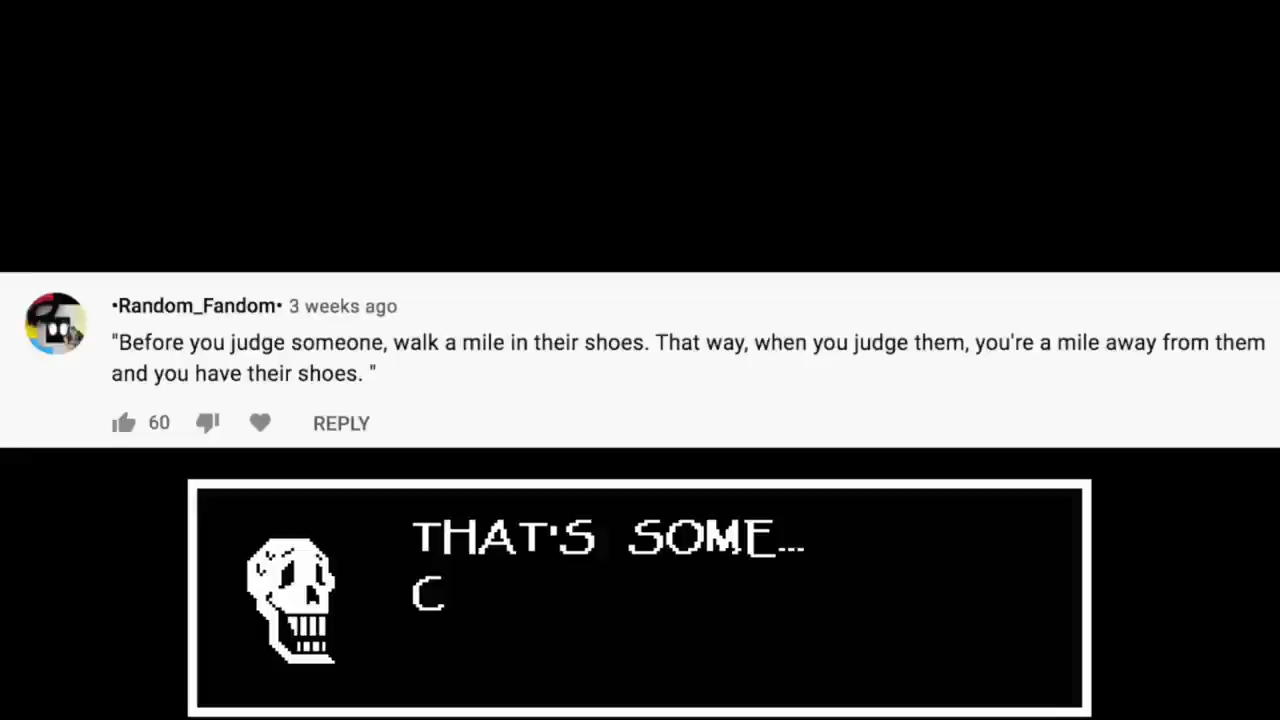 •Random_Fandom• 3 weeks ago
"Before you judge someone, walk a mile in their shoes. That way, when you judge them, you're a mile away from them
and you have their shoes. "
60 REPLY
THAT'S SOME...
C